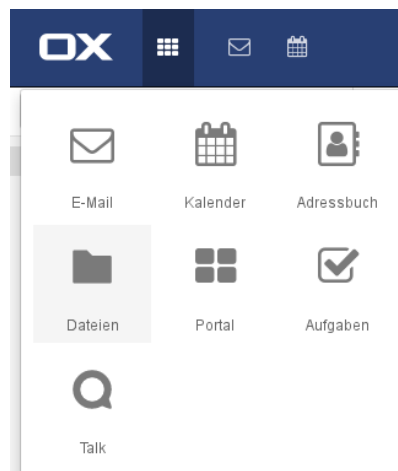 OX
E-Mail Kalender Adressbuch
Dateien Portal Aufgaben
Talk